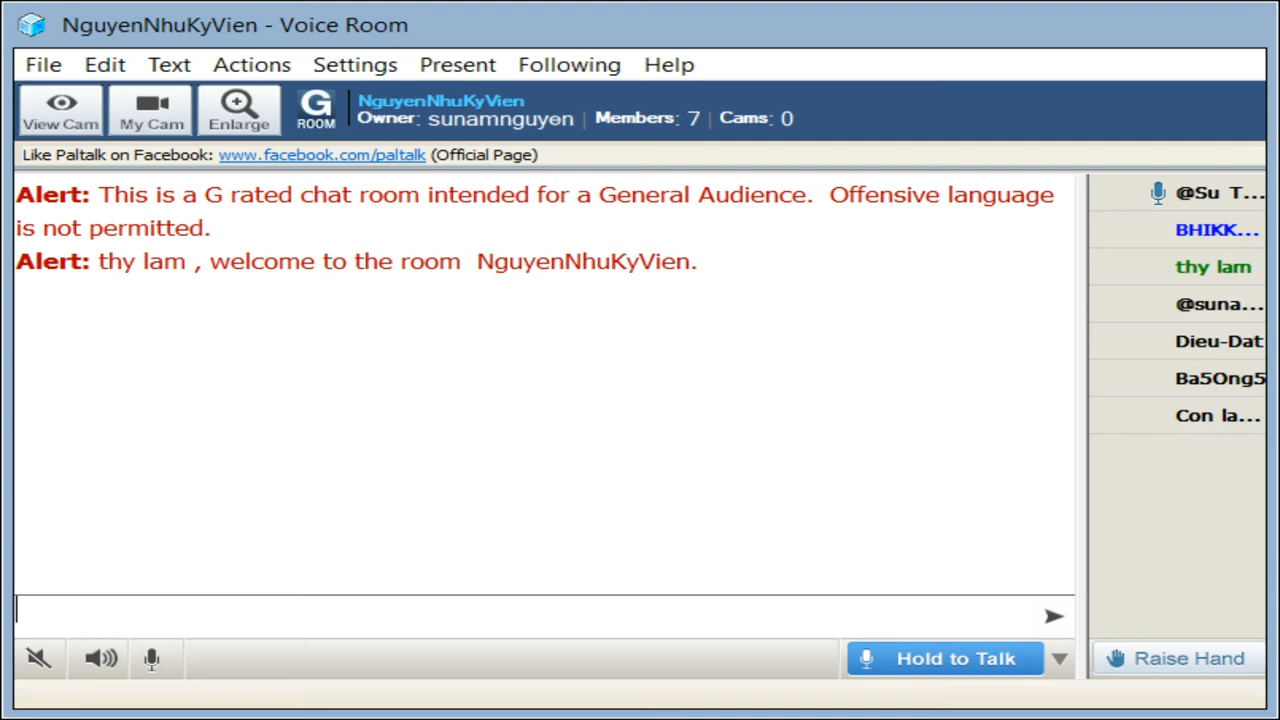 NguyenNhuKyVien - Voice Room
File Edit Text Actions Settings Present Following Help
View Cam My Cam Enlarge G ROOM
NguyenNhuKyVien
Owner: sunamnguyen | Members: 7 | Cams: 0
Like Paltalk on Facebook: www.facebook.com/paltalk (Official Page)
Alert: This is a G rated chat room intended for a General Audience. Offensive language
is not permitted.
Alert: thy lam , welcome to the room NguyenNhuKyVien.
@Su T...
BHIKK...
thy lam
@suna...
Dieu-Dat
Ba5Ong5
Con la...
Hold to Talk
Raise Hand